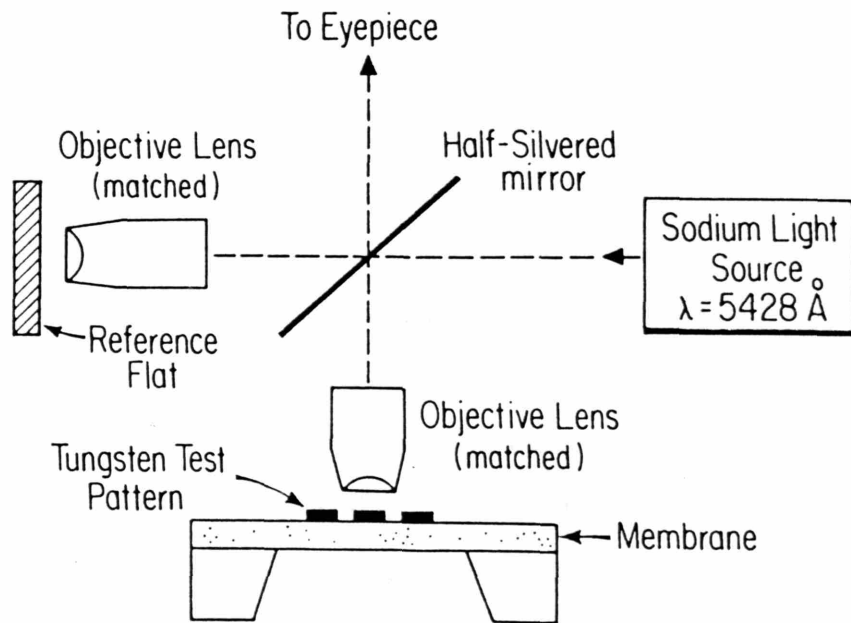 To Eyepiece
Objective Lens
(matched)
Half-Silvered
mirror
Sodium Light
Source
λ = 5428 Å
Reference
Flat
Objective Lens
(matched)
Tungsten Test
Pattern
Membrane